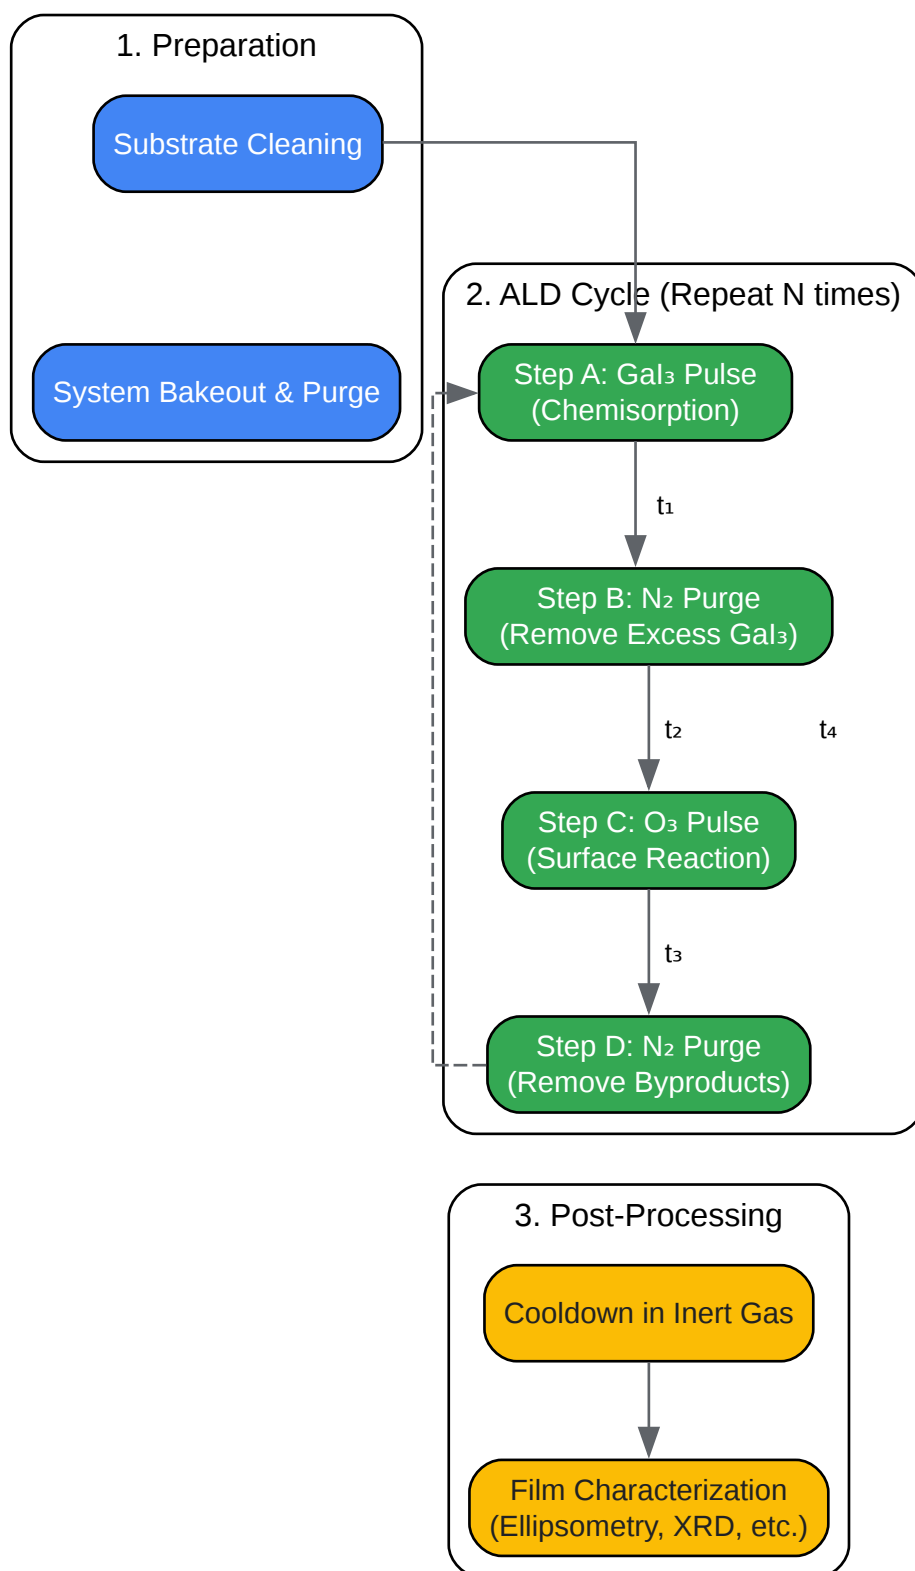 1. Preparation
Substrate Cleaning
System Bakeout & Purge
2. ALD Cycle (Repeat N times)
Step A: GaI₃ Pulse
(Chemisorption)
t₁
Step B: N₂ Purge
(Remove Excess GaI₃)
t₂
t₄
Step C: O₃ Pulse
(Surface Reaction)
t₃
Step D: N₂ Purge
(Remove Byproducts)
3. Post-Processing
Cooldown in Inert Gas
Film Characterization
(Ellipsometry, XRD, etc.)